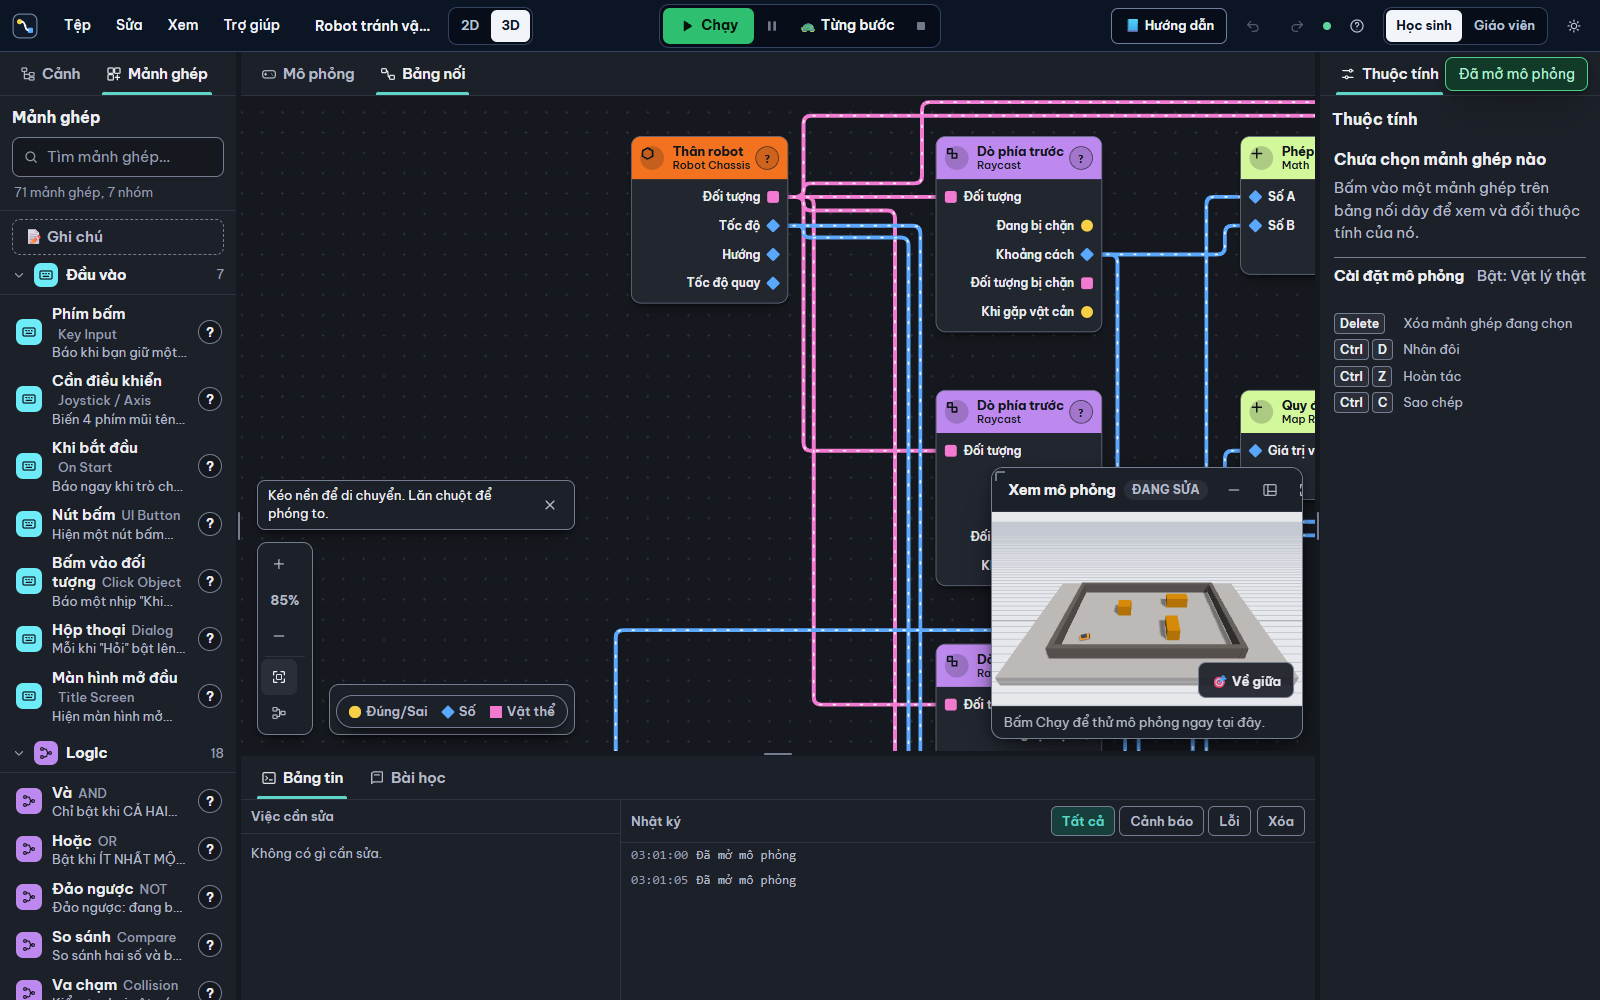 Tệp Sửa Xem Trợ giúp Robot tránh vậ... 2D 3D Chạy Từng bước Hướng dẫn Học sinh Giáo viên
Cảnh Mảnh ghép
Mảnh ghép
Tìm mảnh ghép...
71 mảnh ghép, 7 nhóm
Ghi chú
Đầu vào 7
Phím bấm
Key Input
Báo khi bạn giữ một...
?
Cần điều khiển
Joystick / Axis
Biến 4 phím mũi tên...
?
Khi bắt đầu
On Start
Báo ngay khi trò ch...
?
Nút bấm UI Button
Hiện một nút bấm...
?
Bấm vào đối
tượng Click Object
Báo một nhịp "Khi...
?
Hộp thoại Dialog
Mỗi khi "Hỏi" bật lên...
?
Màn hình mở đầu
Title Screen
Hiện màn hình mở...
?
Logic 18
Và AND
Chỉ bật khi CẢ HAI...
?
Hoặc OR
Bật khi ÍT NHẤT MỘ...
?
Đảo ngược NOT
Đảo ngược: đang b...
?
So sánh Compare
So sánh hai số và b...
?
Va chạm Collision
?
Mô phỏng Bảng nối
Thân robot
Robot Chassis
?
Đối tượng
Tốc độ
Hướng
Tốc độ quay
Dò phía trước
Raycast
?
Đối tượng
Đang bị chặn
Khoảng cách
Đối tượng bị chặn
Khi gặp vật cản
Phép
Math
Số A
Số B
Dò phía trước
Raycast
?
Đối tượng
Đối
K
Quy đ
Map R
Giá trị v
Dò
Ra
Đối t
Kéo nền để di chuyển. Lăn chuột để
phóng to.
85%
Đúng/Sai Số Vật thể
Xem mô phỏng ĐANG SỬA
Về giữa
Bấm Chạy để thử mô phỏng ngay tại đây.
Bảng tin Bài học
Việc cần sửa
Không có gì cần sửa.
Nhật ký Tất cả Cảnh báo Lỗi Xóa
03:01:00 Đã mở mô phỏng
03:01:05 Đã mở mô phỏng
Thuộc tính Đã mở mô phỏng
Thuộc tính
Chưa chọn mảnh ghép nào
Bấm vào một mảnh ghép trên
bảng nối dây để xem và đổi thuộc
tính của nó.
Cài đặt mô phỏng Bật: Vật lý thật
Delete Xóa mảnh ghép đang chọn
Ctrl D Nhân đôi
Ctrl Z Hoàn tác
Ctrl C Sao chép